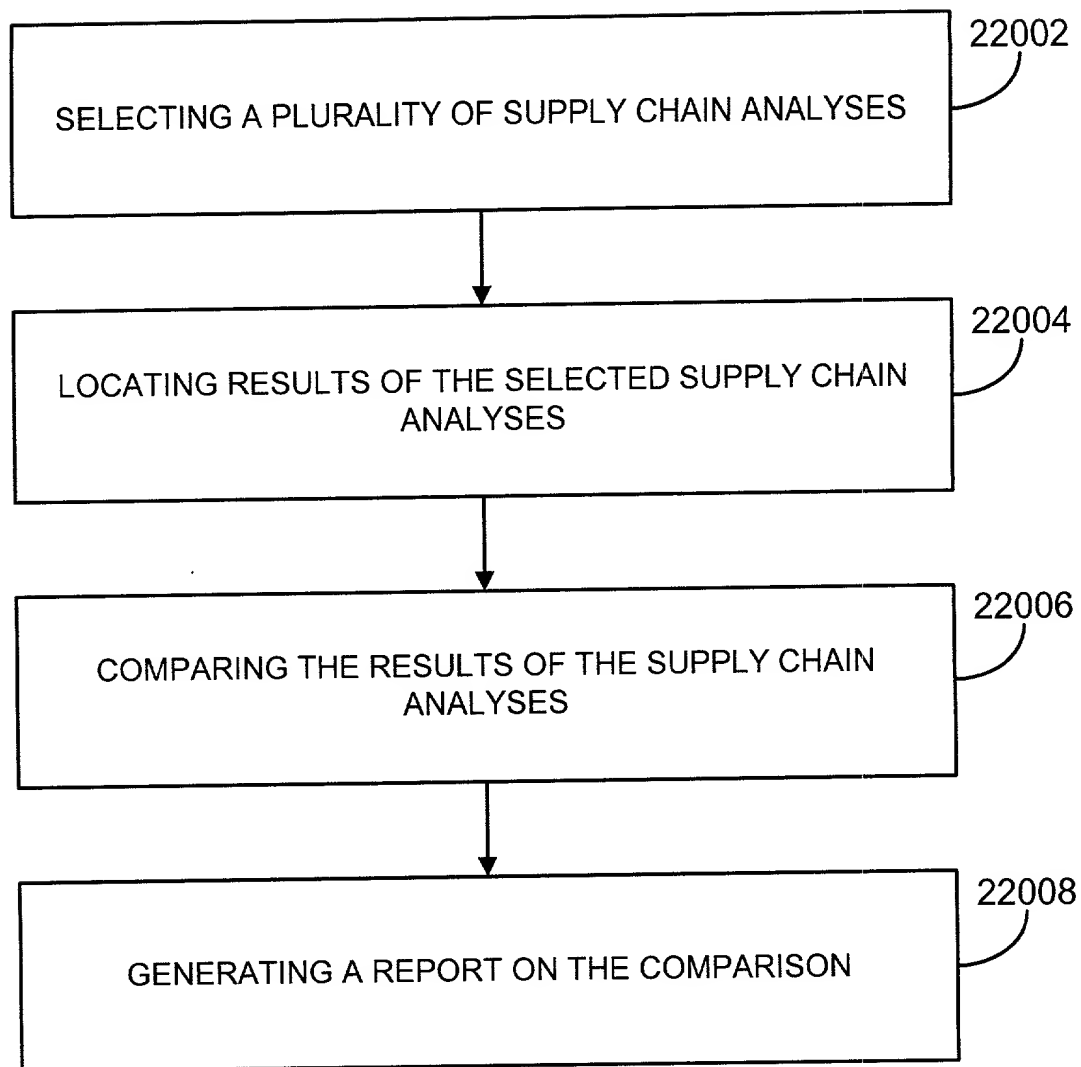 22002
SELECTING A PLURALITY OF SUPPLY CHAIN ANALYSES
22004
LOCATING RESULTS OF THE SELECTED SUPPLY CHAIN
ANALYSES
22006
COMPARING THE RESULTS OF THE SUPPLY CHAIN
ANALYSES
22008
GENERATING A REPORT ON THE COMPARISON